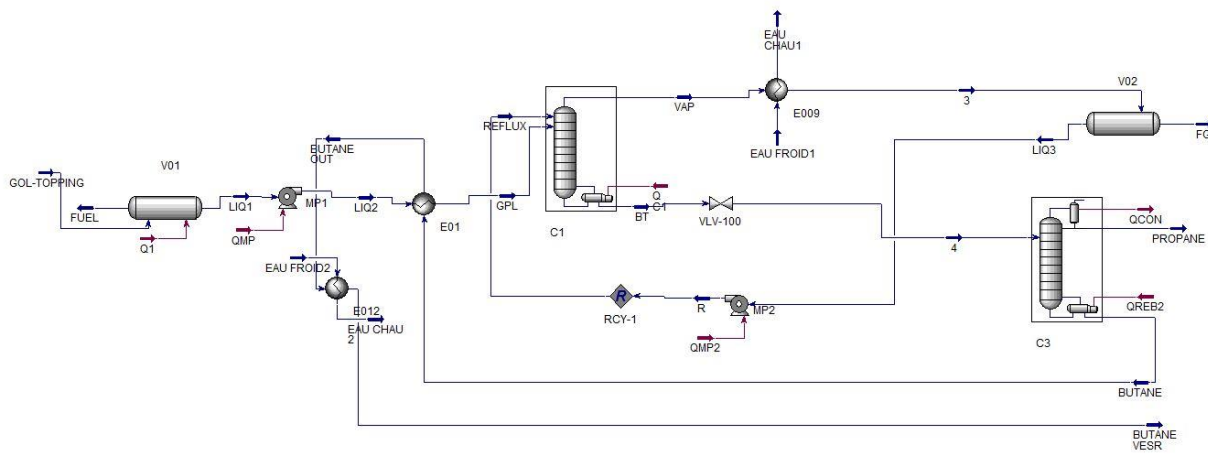 EAU
CHAU1
V02
VAP
E009
3
REFLUX
BUTANE
OUT
V01
EAU FROID1
LIQ3
FG
GOL-TOPPING
LIQ1
MP1
LIQ2
GPL
Q
C1
FUEL
BT
VLV-100
E01
QCON
Q1
QMP
C1
4
PROPANE
EAU FROID2
R
QREB2
E012
R
MP2
EAU CHAU
2
RCY-1
QMP2
C3
BUTANE
BUTANE
VESR